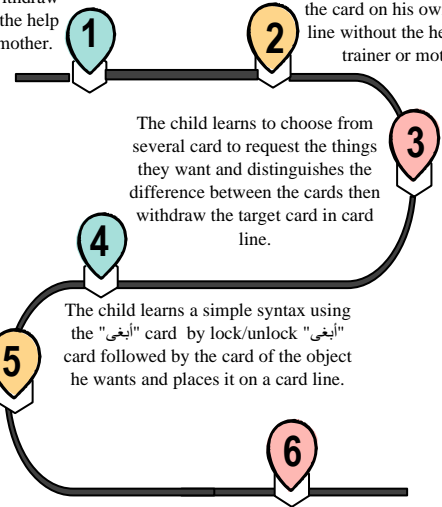 withdraw
the help
mother.
1
the card on his ow
line without the he
trainer or mot
2
The child learns to choose from
several card to request the things
they want and distinguishes the
difference between the cards then
withdraw the target card in card
line.
3
4
The child learns a simple syntax using
the "أبغى" card by lock/unlock "أبغى"
card followed by the card of the object
he wants and places it on a card line.
5
6